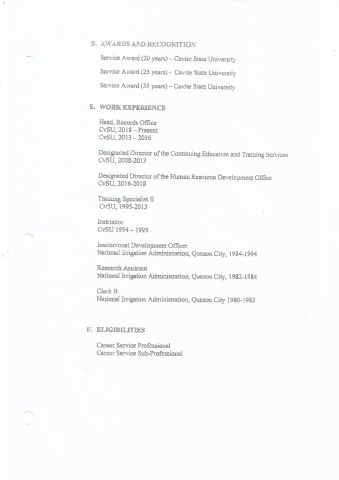 D. AWARDS AND RECOGNITION
Service Award (20 years) – Cavite State University
Service Award (25 years) - Cavite State University
Service Award (35 years) – Cavite State University
E. WORK EXPERIENCE
Head, Records Office
CvSU, 2018 – Present
CvSU, 2013 – 2016
Designated Director of the Continuing Education and Training Services
CvSU, 2008-2013
Designated Director of the Human Resource Development Office
CvSU, 2016-2018
Training Specialist II
CvSU, 1995-2013
Instructor
CvSU 1994 – 1995
Institutional Development Officer
National Irrigation Administration, Quezon City, 1984-1994
Research Assistant
National Irrigation Administration, Quezon City, 1982-1984
Clerk B
National Irrigation Administration, Quezon City 1980-1982
F. ELIGIBILITIES
Career Service Professional
Career Service Sub-Professional